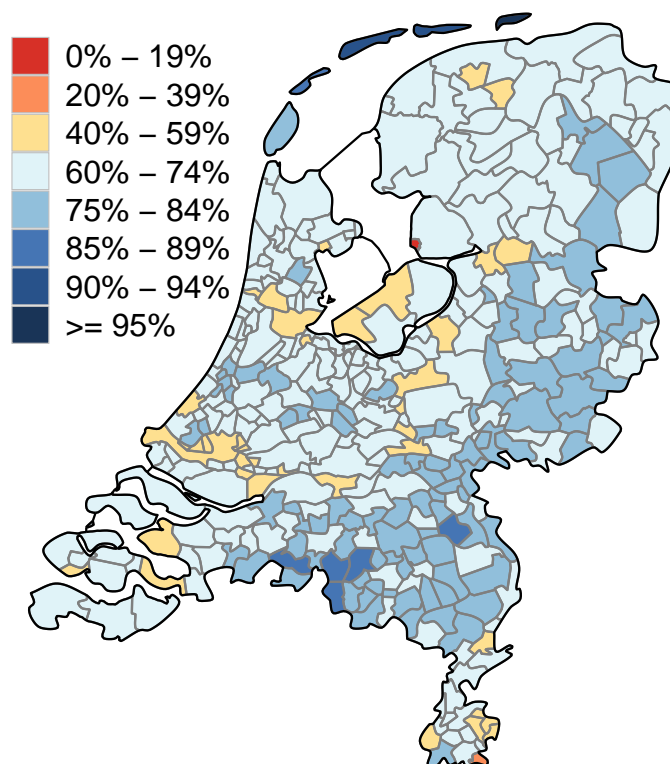 0% – 19%
20% – 39%
40% – 59%
60% – 74%
75% – 84%
85% – 89%
90% – 94%
>= 95%